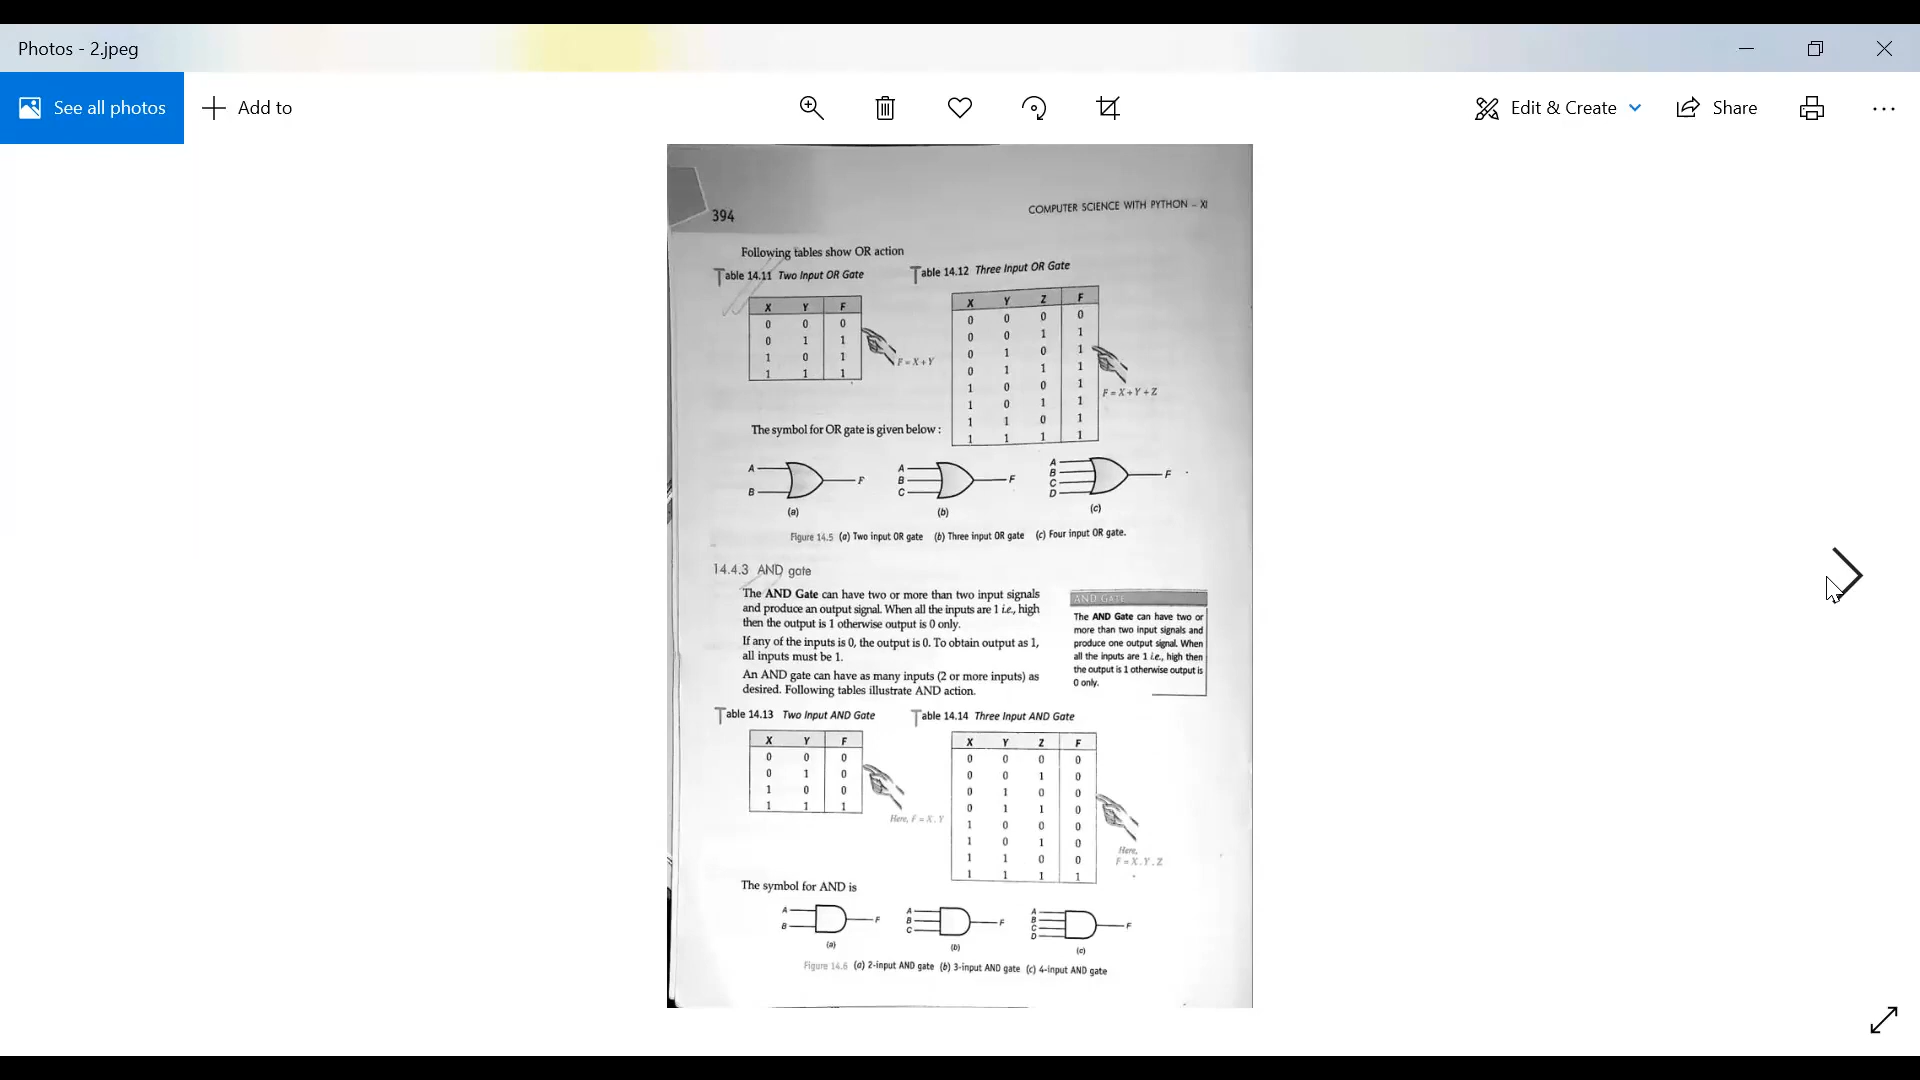 Photos - 2.jpeg
See all photos
Add to
Edit & Create
Share
394
COMPUTER SCIENCE WITH PYTHON – XI
Following tables show OR action
Table 14.11 Two Input OR Gate
X Y F
0 0 0
0 1 1
1 0 1
1 1 1
F = X + Y
Table 14.12 Three Input OR Gate
X Y Z F
0 0 0 0
0 0 1 1
0 1 0 1
0 1 1 1
1 0 0 1
1 0 1 1
1 1 0 1
1 1 1 1
F = X + Y + Z
The symbol for OR gate is given below :
A
B
F
(a)
A
B
C
F
(b)
A
B
C
D
F
(c)
Figure 14.5 (a) Two input OR gate (b) Three input OR gate (c) Four input OR gate.
14.4.3 AND gate
The AND Gate can have two or more than two input signals
and produce an output signal. When all the inputs are 1 i.e., high
then the output is 1 otherwise output is 0 only.
If any of the inputs is 0, the output is 0. To obtain output as 1,
all inputs must be 1.
An AND gate can have as many inputs (2 or more inputs) as
desired. Following tables illustrate AND action.
AND GATE
The AND Gate can have two or
more than two input signals and
produce one output signal. When
all the inputs are 1 i.e., high then
the output is 1 otherwise output is
0 only.
Table 14.13 Two Input AND Gate
X Y F
0 0 0
0 1 0
1 0 0
1 1 1
Here, F = X . Y
Table 14.14 Three Input AND Gate
X Y Z F
0 0 0 0
0 0 1 0
0 1 0 0
0 1 1 0
1 0 0 0
1 0 1 0
1 1 0 0
1 1 1 1
Here,
F = X . Y . Z
The symbol for AND is
A
B
F
(a)
A
B
C
F
(b)
A
B
C
D
F
(c)
Figure 14.6 (a) 2-input AND gate (b) 3-input AND gate (c) 4-input AND gate